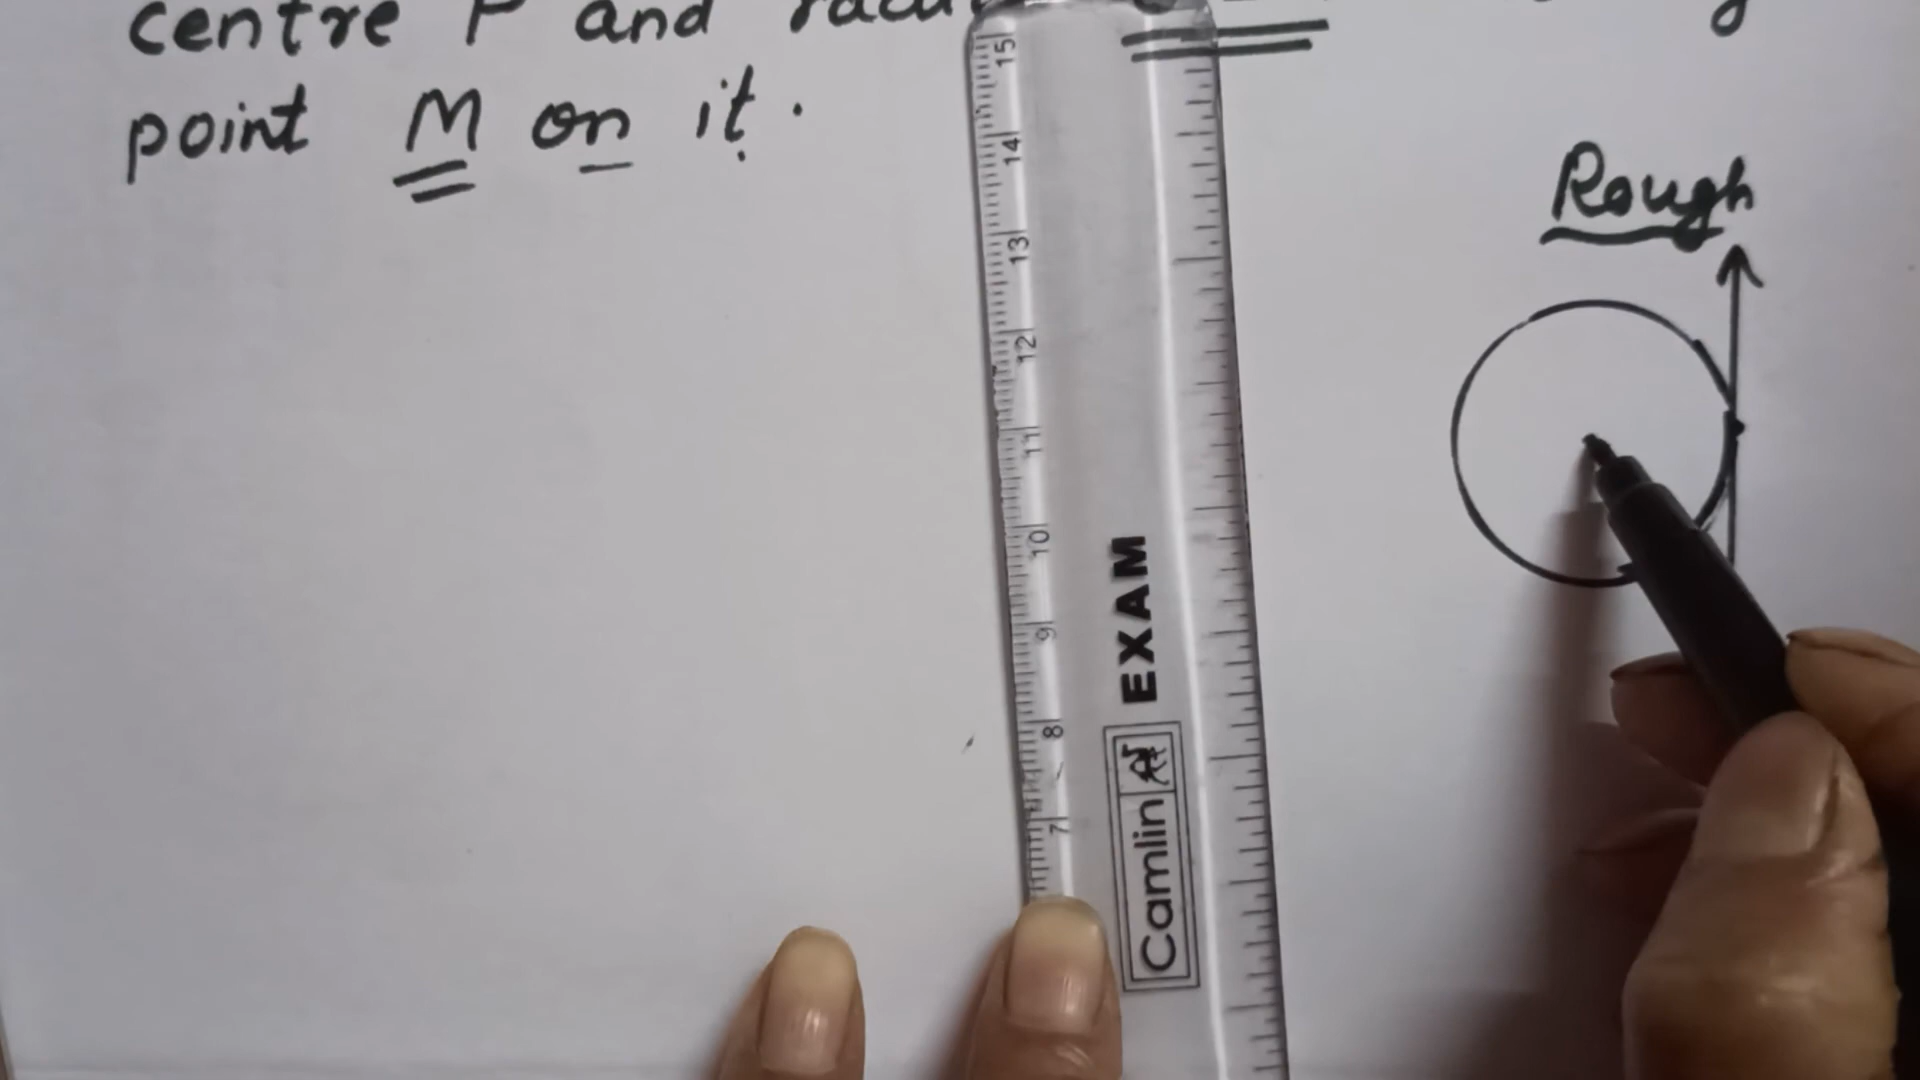 centre P and
point M on it.
Rough
15
14
13
12
11
10
9
8
7
EXAM
Camlin